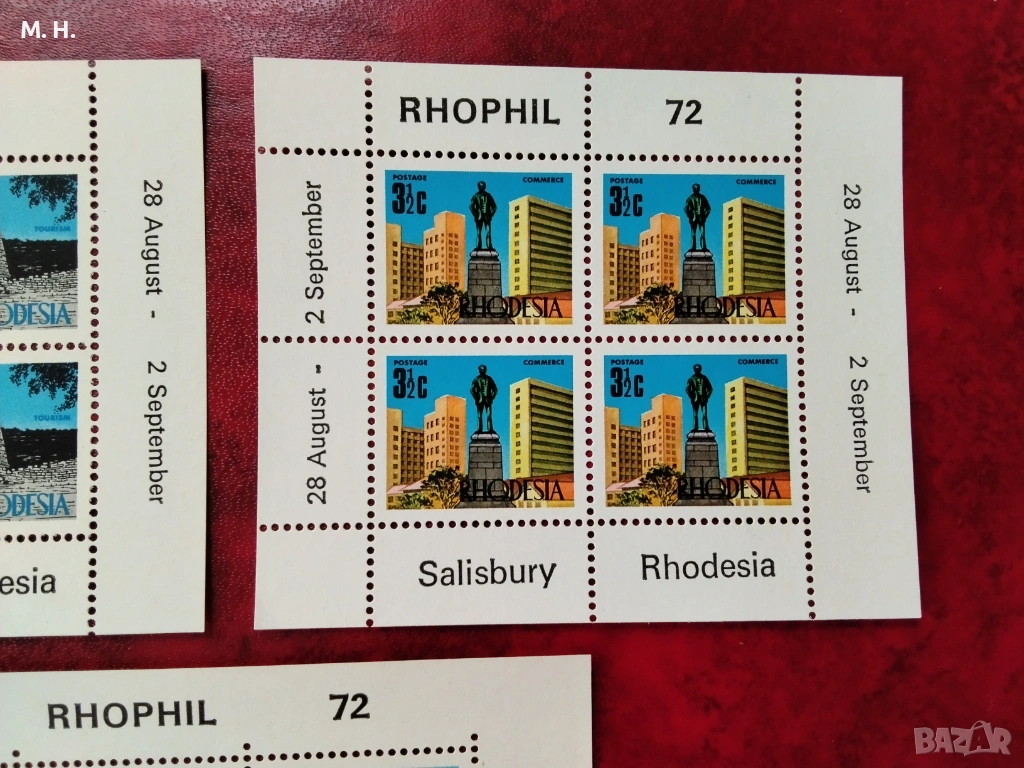 M. H.
TOURISM
ODESIA
TOURISM
ODESIA
esia
28 August - 2 September
RHOPHIL 72
28 August - 2 September
POSTAGE COMMERCE
3½c
RHODESIA
POSTAGE COMMERCE
3½c
RHODESIA
POSTAGE COMMERCE
3½c
RHODESIA
POSTAGE COMMERCE
3½c
RHODESIA
28 August - 2 September
Salisbury Rhodesia
RHOPHIL 72
BAZAR